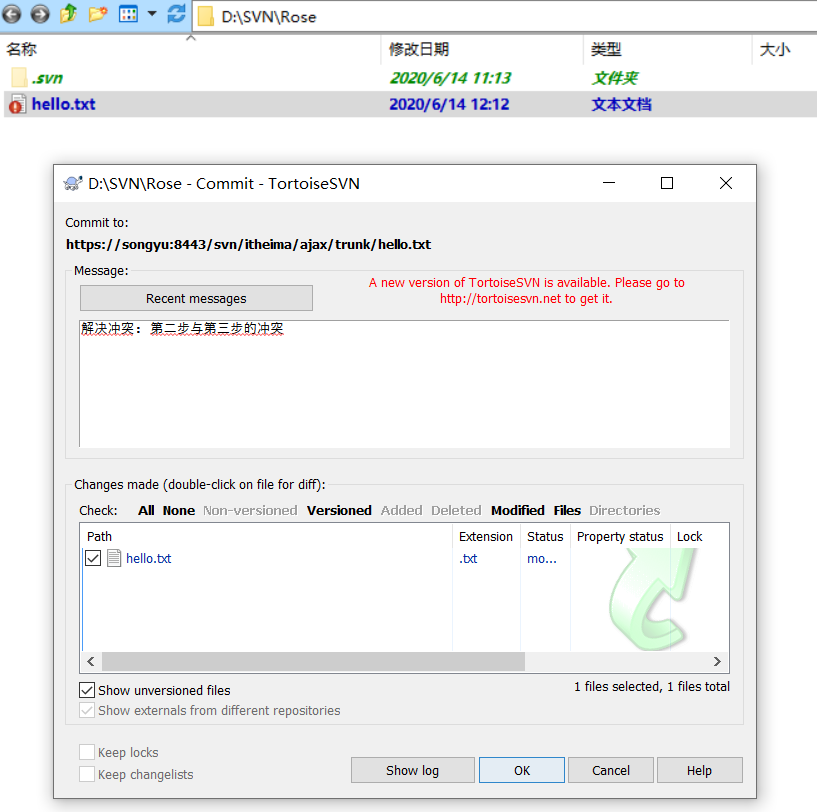 D:\SVN\Rose
名称 修改日期 类型 大小
.svn 2020/6/14 11:13 文件夹
hello.txt 2020/6/14 12:12 文本文档
D:\SVN\Rose - Commit - TortoiseSVN
Commit to:
https://songyu:8443/svn/itheima/ajax/trunk/hello.txt
Message:
Recent messages
A new version of TortoiseSVN is available. Please go to
http://tortoisesvn.net to get it.
解决冲突: 第二步与第三步的冲突
Changes made (double-click on file for diff):
Check: All None Non-versioned Versioned Added Deleted Modified Files Directories
Path Extension Status Property status Lock
hello.txt .txt mo...
Show unversioned files 1 files selected, 1 files total
Show externals from different repositories
Keep locks
Keep changelists
Show log OK Cancel Help